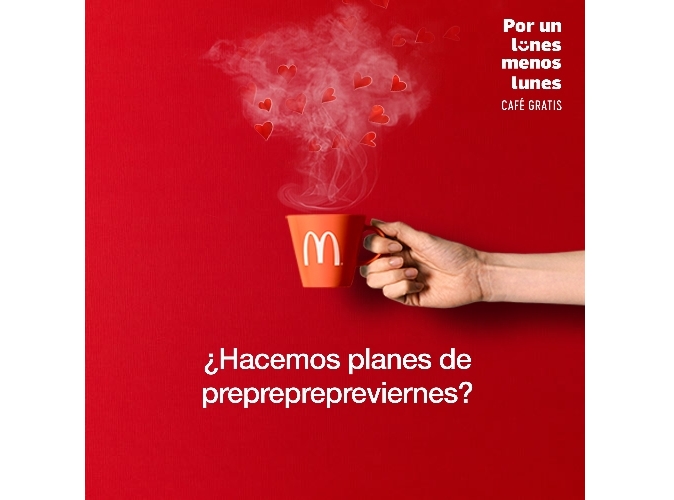 Por un
lunes
menos
lunes
CAFÉ GRATIS
M
¿Hacemos planes de
prepreprepreviernes?